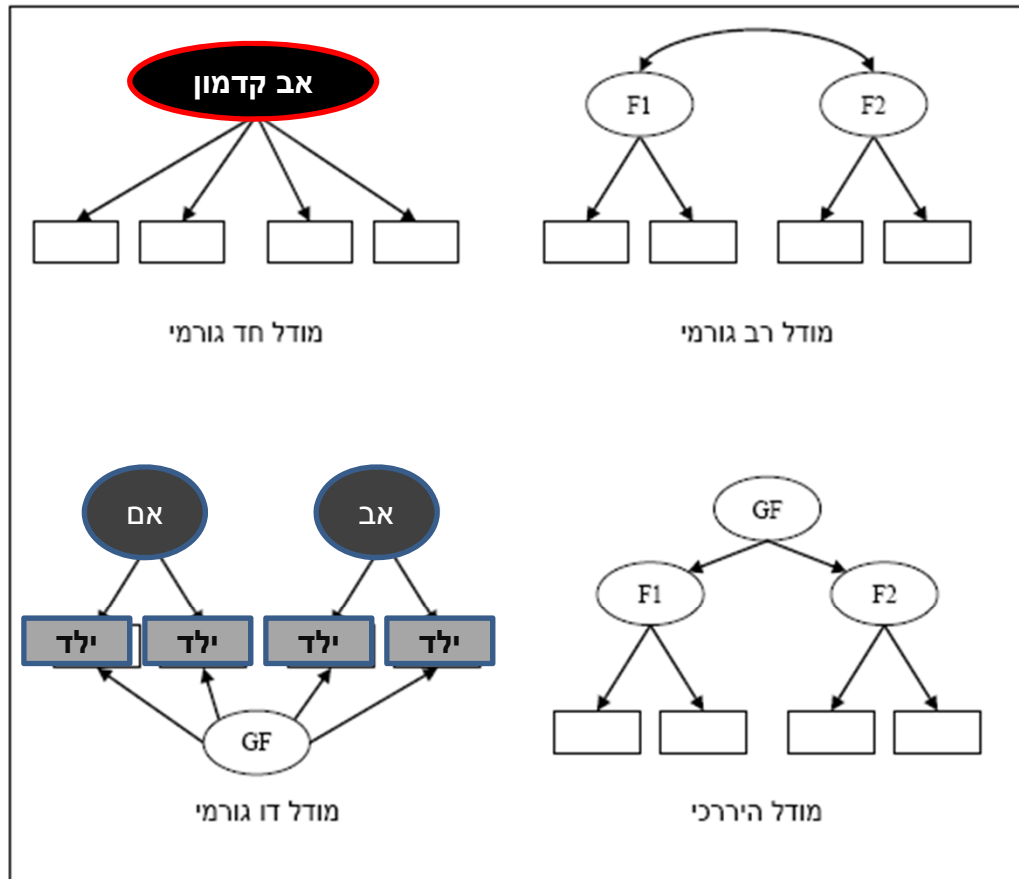 אב קדמון
F1
F2
מודל חד גורמי
מודל רב גורמי
אם
אב
ילד
ילד
ילד
ילד
GF
מודל דו גורמי
GF
F1
F2
מודל היררכי